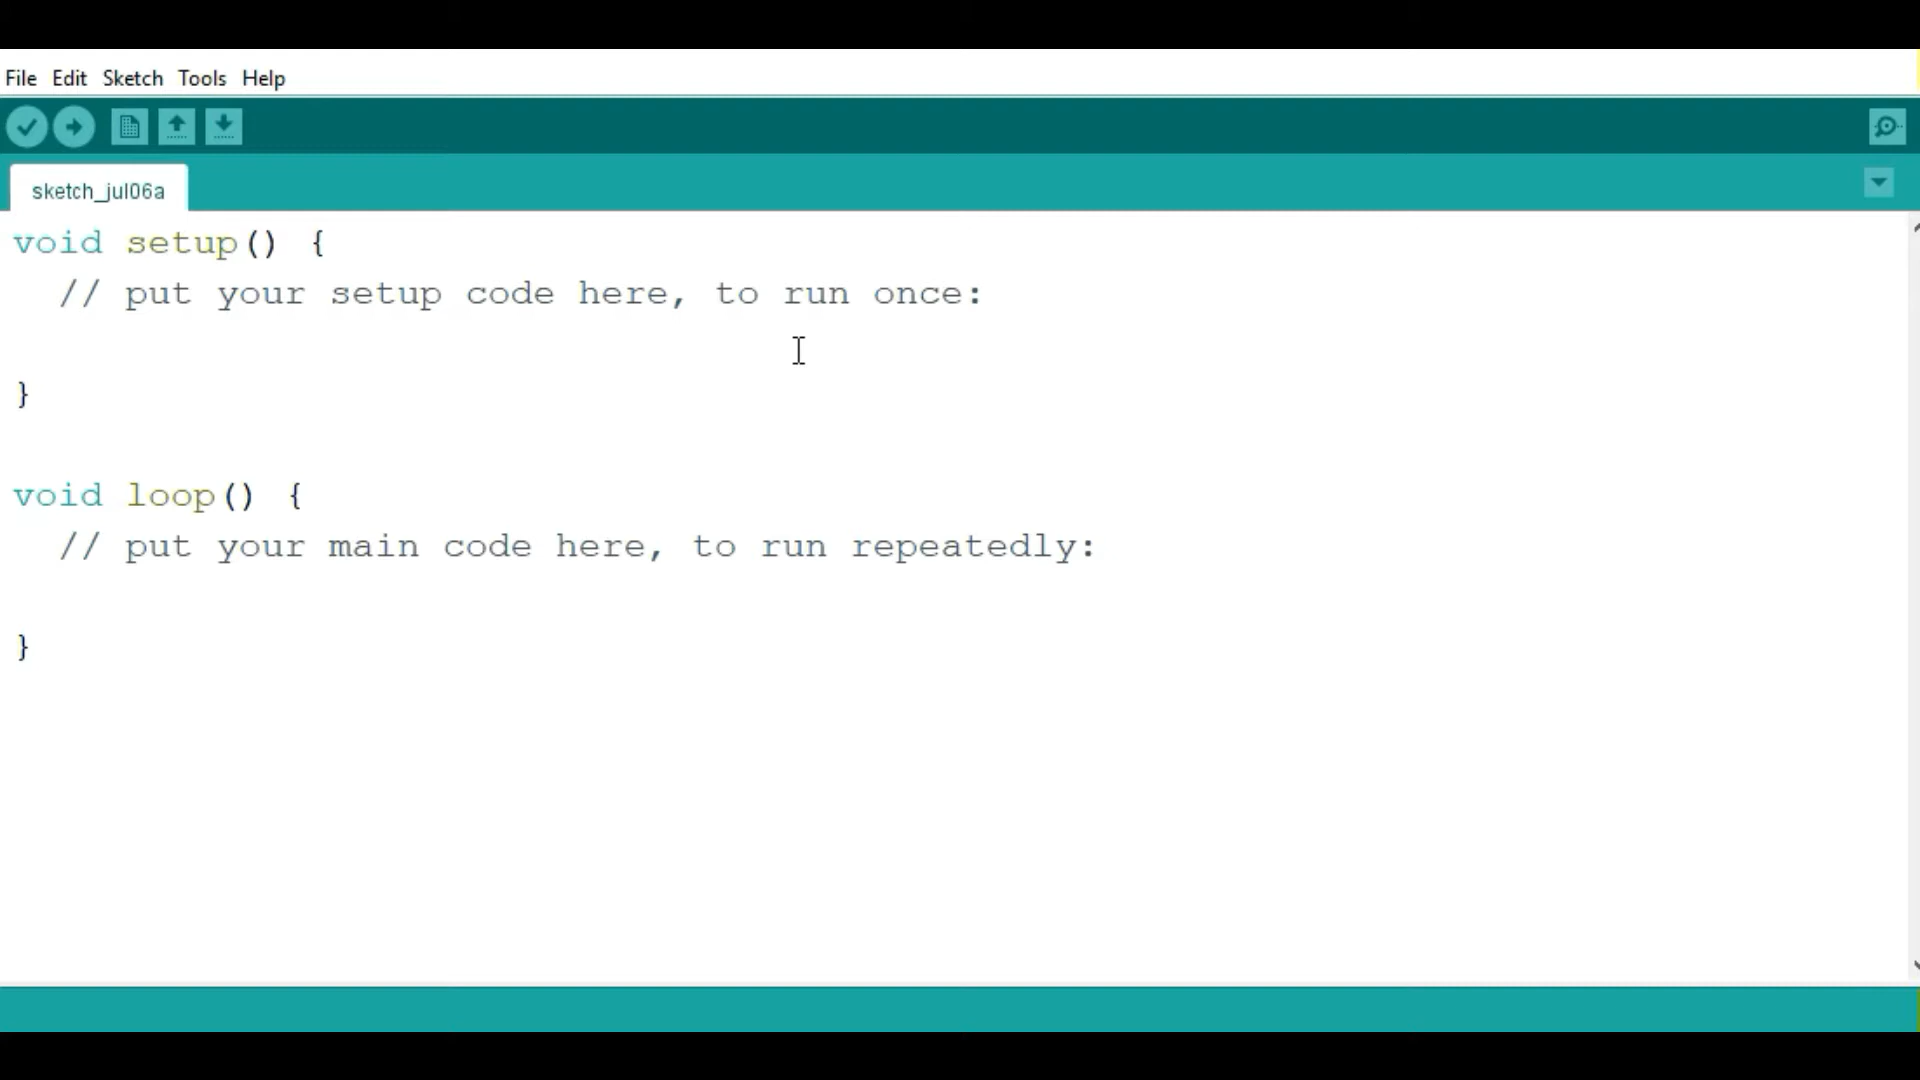 File Edit Sketch Tools Help
sketch_jul06a
void setup() {
  // put your setup code here, to run once:
}
void loop() {
  // put your main code here, to run repeatedly:
}